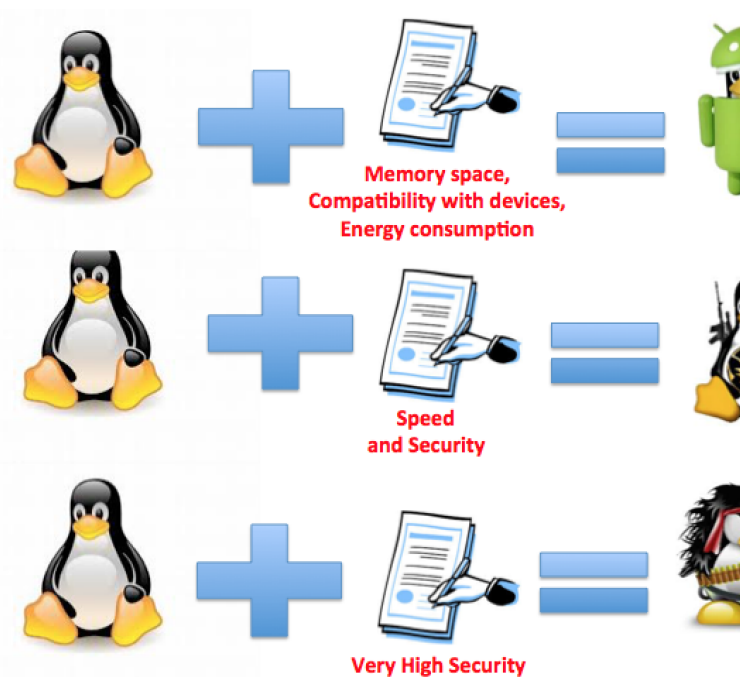 Memory space,
Compatibility with devices,
Energy consumption
Speed
and Security
Very High Security